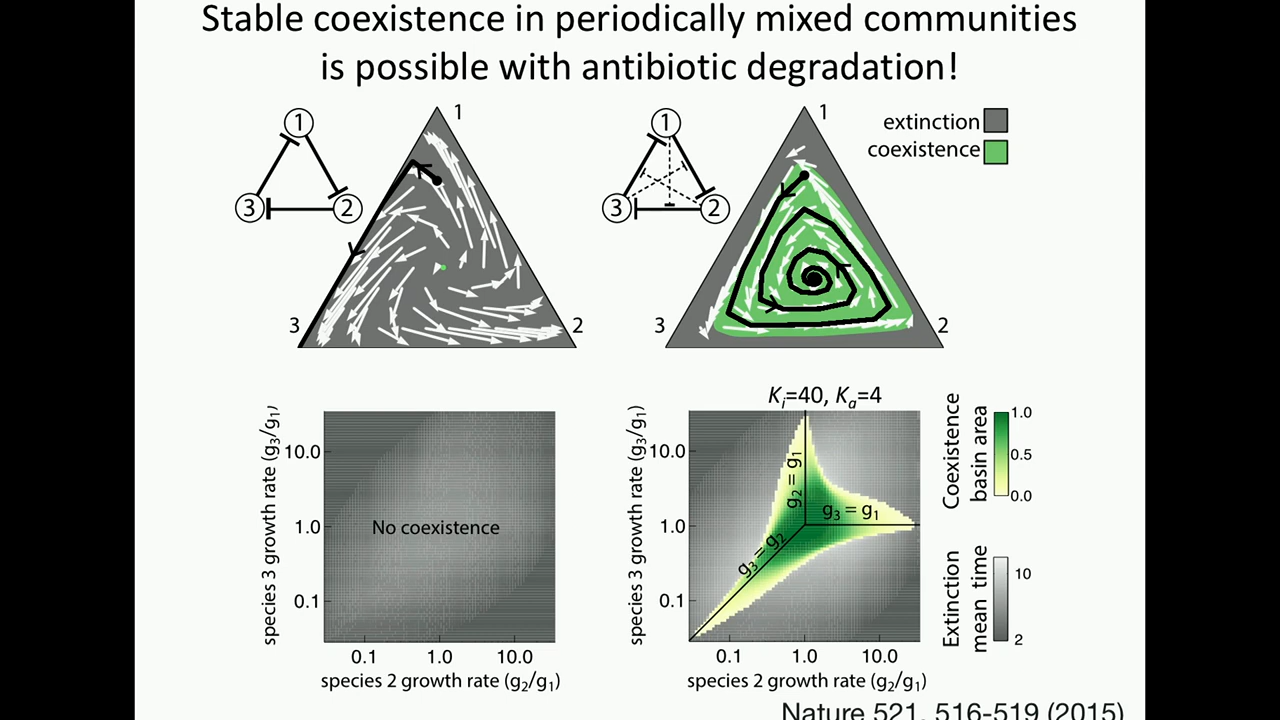 Stable coexistence in periodically mixed communities
is possible with antibiotic degradation!
1
3
2
1
3
2
1
3
2
1
3
2
extinction
coexistence
species 3 growth rate (g3/g1)
10.0
1.0
0.1
No coexistence
0.1
1.0
10.0
species 2 growth rate (g2/g1)
Ki=40, Ka=4
species 3 growth rate (g3/g1)
10.0
1.0
0.1
g2 = g1
g3 = g1
g3 = g2
0.1
1.0
10.0
species 2 growth rate (g2/g1)
Coexistence
basin area
1.0
0.5
0.0
Extinction
mean time
10
2
Nature 521, 516-519 (2015)